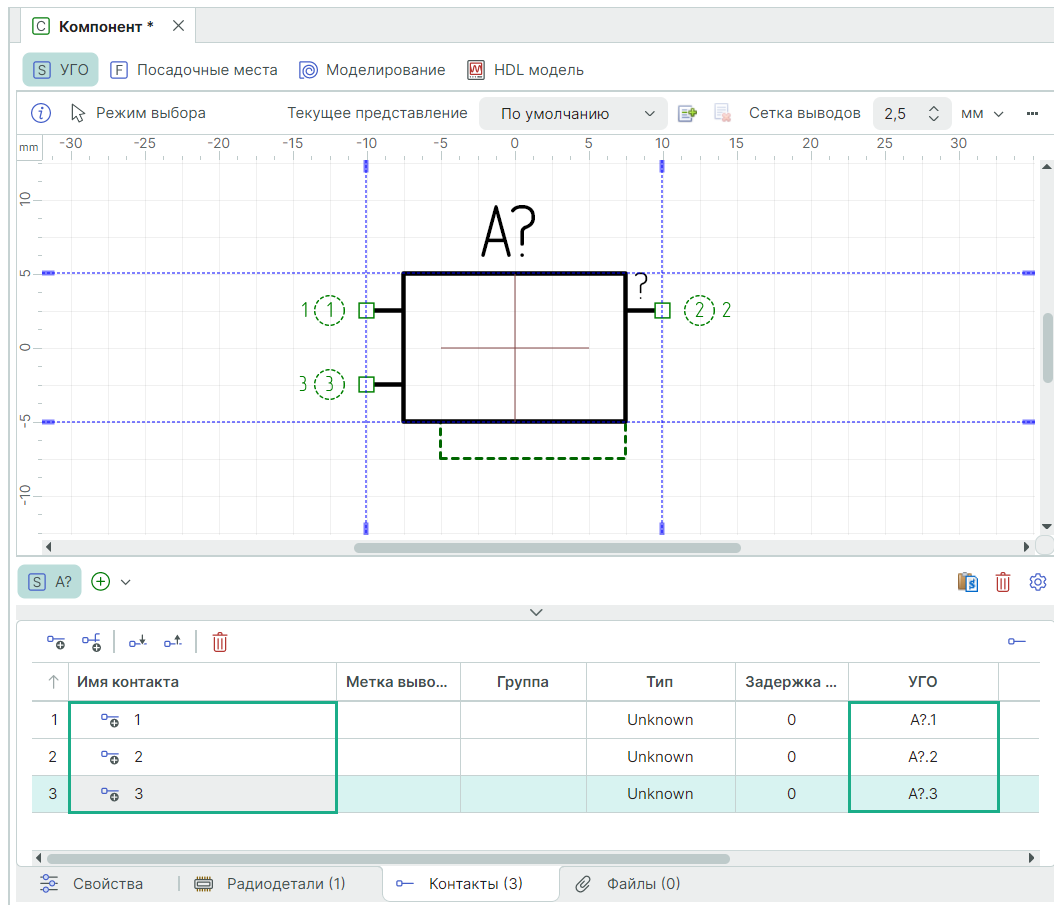 C Компонент *
S УГО F Посадочные места Моделирование HDL модель
i Режим выбора Текущее представление По умолчанию Сетка выводов 2,5 мм
mm -30 -25 -20 -15 -10 -5 0 5 10 15 20 25 30
10
5
0
-5
-10
A?
?
1 1 2 2
3 3
S A?
Имя контакта Метка выво... Группа Тип Задержка ... УГО
1 1 Unknown 0 A?.1
2 2 Unknown 0 A?.2
3 3 Unknown 0 A?.3
Свойства Радиодетали (1) Контакты (3) Файлы (0)